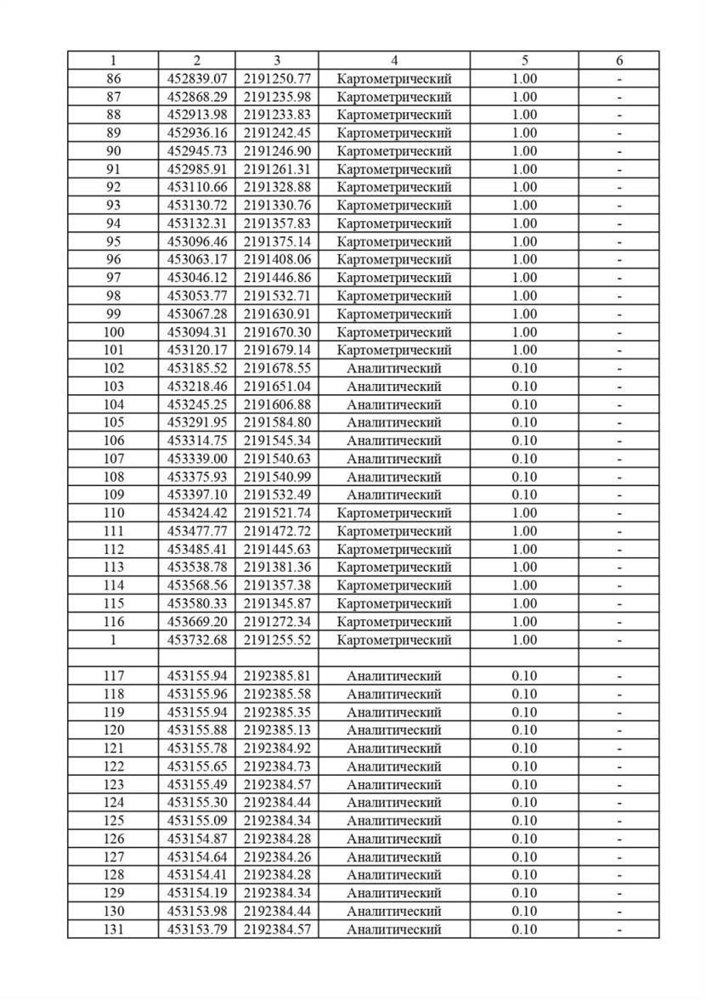 1 2 3 4 5 6
86 452839.07 2191250.77 Картометрический 1.00 -
87 452868.29 2191235.98 Картометрический 1.00 -
88 452913.98 2191233.83 Картометрический 1.00 -
89 452936.16 2191242.45 Картометрический 1.00 -
90 452945.73 2191246.90 Картометрический 1.00 -
91 452985.91 2191261.31 Картометрический 1.00 -
92 453110.66 2191328.88 Картометрический 1.00 -
93 453130.72 2191330.76 Картометрический 1.00 -
94 453132.31 2191357.83 Картометрический 1.00 -
95 453096.46 2191375.14 Картометрический 1.00 -
96 453063.17 2191408.06 Картометрический 1.00 -
97 453046.12 2191446.86 Картометрический 1.00 -
98 453053.77 2191532.71 Картометрический 1.00 -
99 453067.28 2191630.91 Картометрический 1.00 -
100 453094.31 2191670.30 Картометрический 1.00 -
101 453120.17 2191679.14 Картометрический 1.00 -
102 453185.52 2191678.55 Аналитический 0.10 -
103 453218.46 2191651.04 Аналитический 0.10 -
104 453245.25 2191606.88 Аналитический 0.10 -
105 453291.95 2191584.80 Аналитический 0.10 -
106 453314.75 2191545.34 Аналитический 0.10 -
107 453339.00 2191540.63 Аналитический 0.10 -
108 453375.93 2191540.99 Аналитический 0.10 -
109 453397.10 2191532.49 Аналитический 0.10 -
110 453424.42 2191521.74 Картометрический 1.00 -
111 453477.77 2191472.72 Картометрический 1.00 -
112 453485.41 2191445.63 Картометрический 1.00 -
113 453538.78 2191381.36 Картометрический 1.00 -
114 453568.56 2191357.38 Картометрический 1.00 -
115 453580.33 2191345.87 Картометрический 1.00 -
116 453669.20 2191272.34 Картометрический 1.00 -
1 453732.68 2191255.52 Картометрический 1.00 -
117 453155.94 2192385.81 Аналитический 0.10 -
118 453155.96 2192385.58 Аналитический 0.10 -
119 453155.94 2192385.35 Аналитический 0.10 -
120 453155.88 2192385.13 Аналитический 0.10 -
121 453155.78 2192384.92 Аналитический 0.10 -
122 453155.65 2192384.73 Аналитический 0.10 -
123 453155.49 2192384.57 Аналитический 0.10 -
124 453155.30 2192384.44 Аналитический 0.10 -
125 453155.09 2192384.34 Аналитический 0.10 -
126 453154.87 2192384.28 Аналитический 0.10 -
127 453154.64 2192384.26 Аналитический 0.10 -
128 453154.41 2192384.28 Аналитический 0.10 -
129 453154.19 2192384.34 Аналитический 0.10 -
130 453153.98 2192384.44 Аналитический 0.10 -
131 453153.79 2192384.57 Аналитический 0.10 -